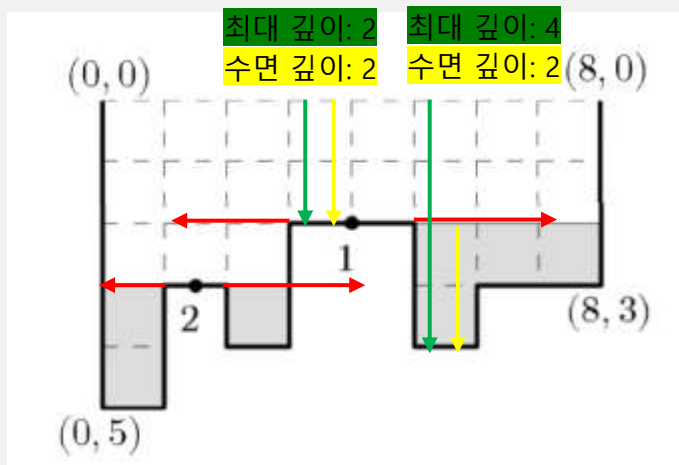 최대 깊이: 2
수면 깊이: 2
최대 깊이: 4
수면 깊이: 2
(0, 0)
(8, 0)
1
2
(8, 3)
(0, 5)